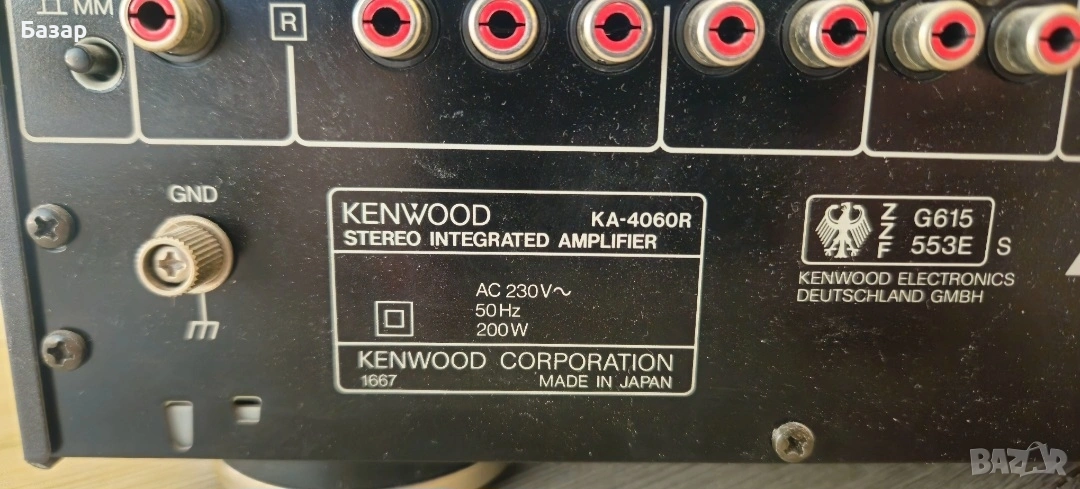 MM
Базар
R
GND
KENWOOD KA-4060R
STEREO INTEGRATED AMPLIFIER
AC 230V~
50Hz
200W
KENWOOD CORPORATION
1667 MADE IN JAPAN
ZZF G615
553E S
KENWOOD ELECTRONICS
DEUTSCHLAND GMBH
BAZAR